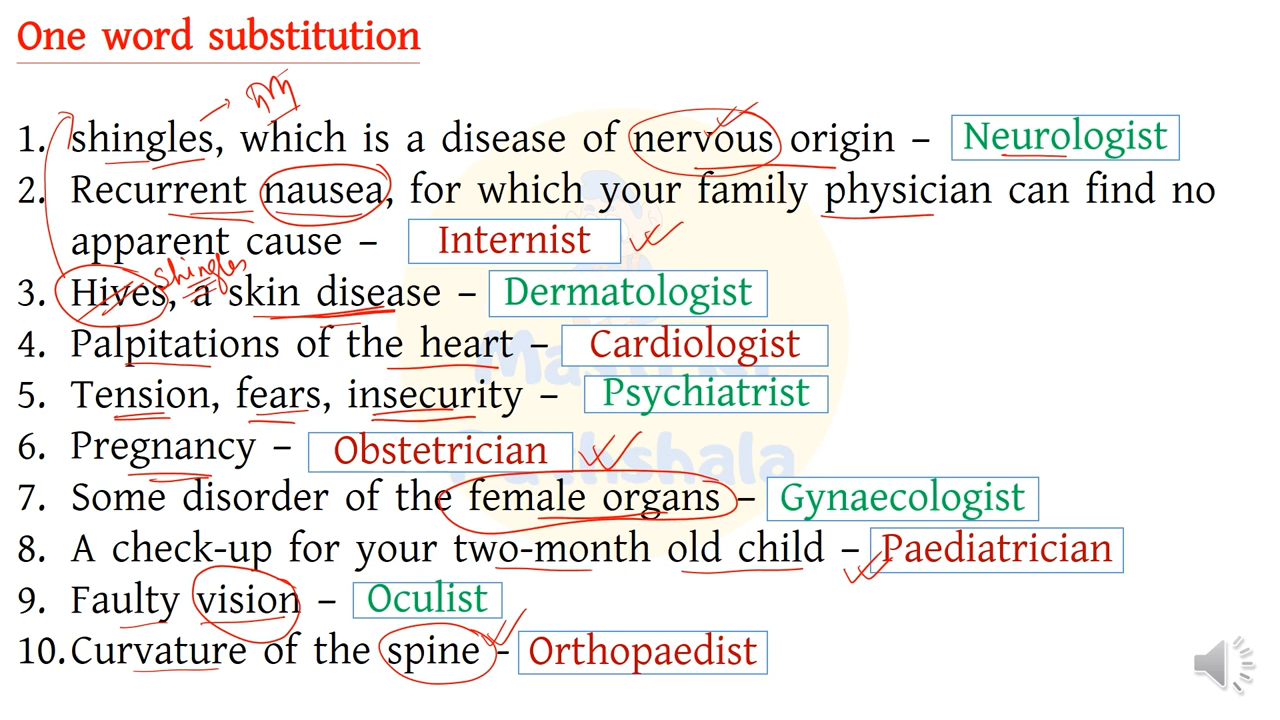 One word substitution
1. shingles, which is a disease of nervous origin – Neurologist
2. Recurrent nausea, for which your family physician can find no
apparent cause – Internist
shingles
3. Hives, a skin disease – Dermatologist
4. Palpitations of the heart – Cardiologist
5. Tension, fears, insecurity – Psychiatrist
6. Pregnancy – Obstetrician
7. Some disorder of the female organs – Gynaecologist
8. A check-up for your two-month old child – Paediatrician
9. Faulty vision – Oculist
10. Curvature of the spine - Orthopaedist
Pathshala